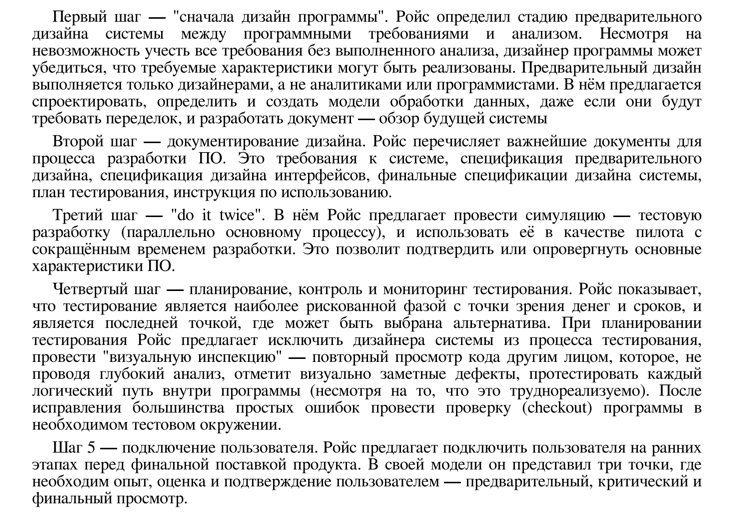 Первый шаг — "сначала дизайн программы". Ройс определил стадию предварительного
дизайна системы между программными требованиями и анализом. Несмотря на
невозможность учесть все требования без выполненного анализа, дизайнер программы может
убедиться, что требуемые характеристики могут быть реализованы. Предварительный дизайн
выполняется только дизайнерами, а не аналитиками или программистами. В нём предлагается
спроектировать, определить и создать модели обработки данных, даже если они будут
требовать переделок, и разработать документ — обзор будущей системы
Второй шаг — документирование дизайна. Ройс перечисляет важнейшие документы для
процесса разработки ПО. Это требования к системе, спецификация предварительного
дизайна, спецификация дизайна интерфейсов, финальные спецификации дизайна системы,
план тестирования, инструкция по использованию.
Третий шаг — "do it twice". В нём Ройс предлагает провести симуляцию — тестовую
разработку (параллельно основному процессу), и использовать её в качестве пилота с
сокращённым временем разработки. Это позволит подтвердить или опровергнуть основные
характеристики ПО.
Четвертый шаг — планирование, контроль и мониторинг тестирования. Ройс показывает,
что тестирование является наиболее рискованной фазой с точки зрения денег и сроков, и
является последней точкой, где может быть выбрана альтернатива. При планировании
тестирования Ройс предлагает исключить дизайнера системы из процесса тестирования,
провести "визуальную инспекцию" — повторный просмотр кода другим лицом, которое, не
проводя глубокий анализ, отметит визуально заметные дефекты, протестировать каждый
логический путь внутри программы (несмотря на то, что это труднореализуемо). После
исправления большинства простых ошибок провести проверку (checkout) программы в
необходимом тестовом окружении.
Шаг 5 — подключение пользователя. Ройс предлагает подключить пользователя на ранних
этапах перед финальной поставкой продукта. В своей модели он представил три точки, где
необходим опыт, оценка и подтверждение пользователем — предварительный, критический и
финальный просмотр.